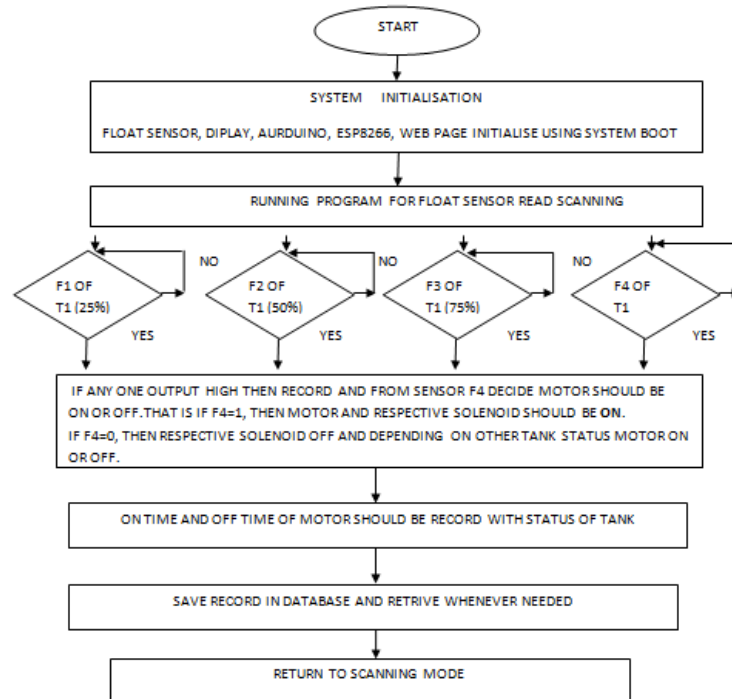 START
SYSTEM INITIALISATION
FLOAT SENSOR, DIPLAY, AURDUINO, ESP8266, WEB PAGE INITIALISE USING SYSTEM BOOT
RUNNING PROGRAM FOR FLOAT SENSOR READ SCANNING
F1 OF
T1 (25%)
NO
YES
F2 OF
T1 (50%)
NO
YES
F3 OF
T1 (75%)
NO
YES
F4 OF
T1
YES
IF ANY ONE OUTPUT HIGH THEN RECORD AND FROM SENSOR F4 DECIDE MOTOR SHOULD BE
ON OR OFF.THAT IS IF F4=1, THEN MOTOR AND RESPECTIVE SOLENOID SHOULD BE ON.
IF F4=0, THEN RESPECTIVE SOLENOID OFF AND DEPENDING ON OTHER TANK STATUS MOTOR ON
OR OFF.
ON TIME AND OFF TIME OF MOTOR SHOULD BE RECORD WITH STATUS OF TANK
SAVE RECORD IN DATABASE AND RETRIVE WHENEVER NEEDED
RETURN TO SCANNING MODE